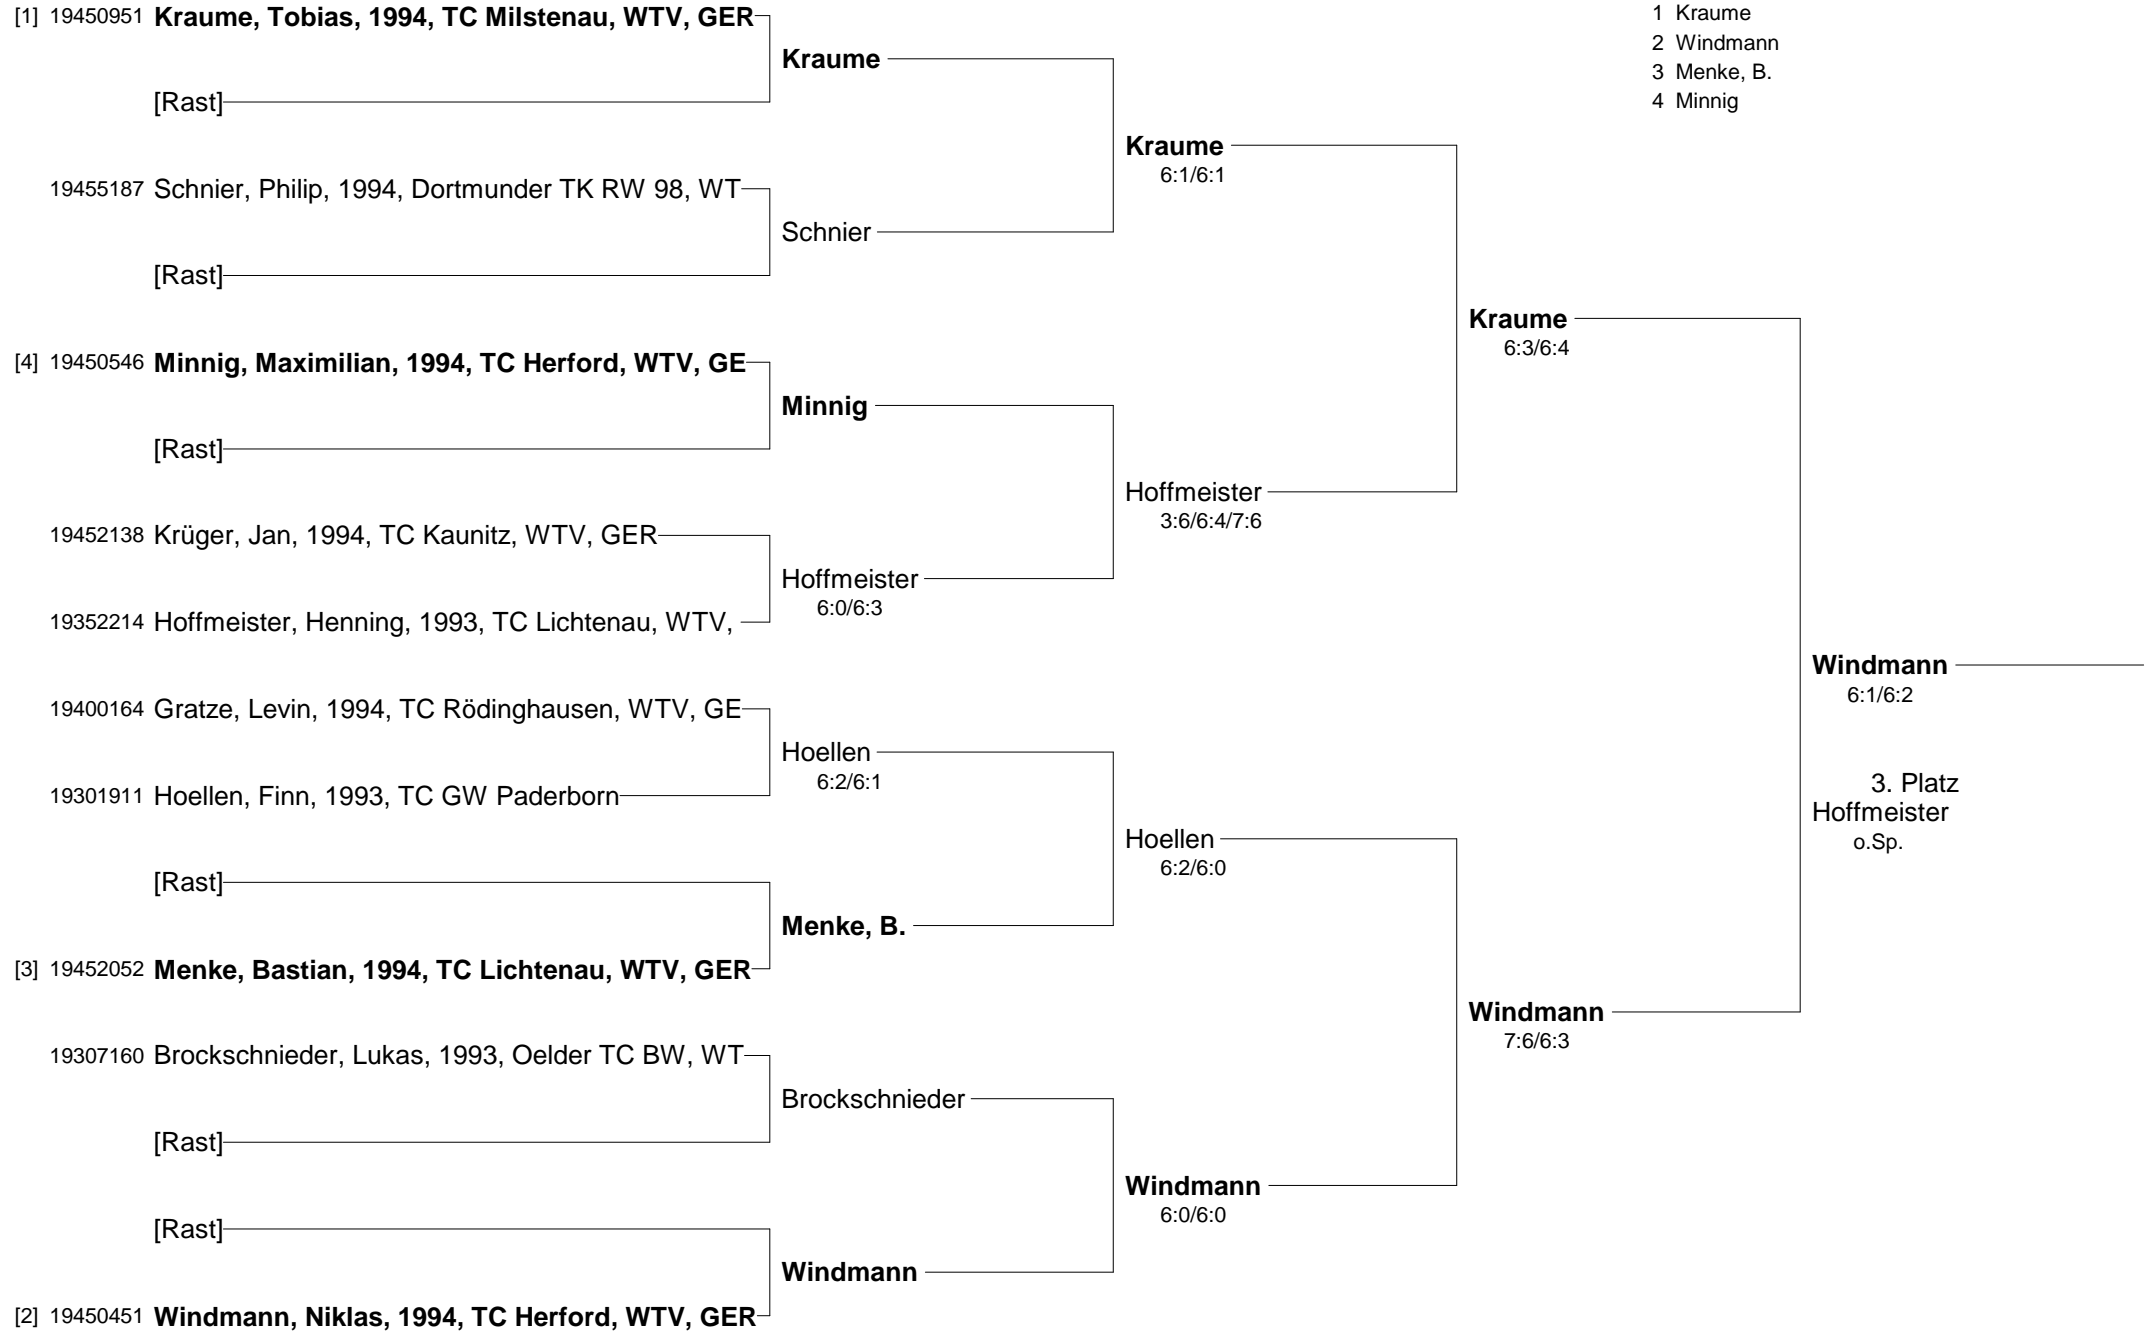 [1] 19450951 Kraume, Tobias, 1994, TC Milstenau, WTV, GER
[Rast]
19455187 Schnier, Philip, 1994, Dortmunder TK RW 98, WT
[Rast]
[4] 19450546 Minnig, Maximilian, 1994, TC Herford, WTV, GE
[Rast]
19452138 Krüger, Jan, 1994, TC Kaunitz, WTV, GER
19352214 Hoffmeister, Henning, 1993, TC Lichtenau, WTV,
19400164 Gratze, Levin, 1994, TC Rödinghausen, WTV, GE
19301911 Hoellen, Finn, 1993, TC GW Paderborn
[Rast]
[3] 19452052 Menke, Bastian, 1994, TC Lichtenau, WTV, GER
19307160 Brockschnieder, Lukas, 1993, Oelder TC BW, WT
[Rast]
[Rast]
[2] 19450451 Windmann, Niklas, 1994, TC Herford, WTV, GER
Kraume
Schnier
Minnig
Hoffmeister
6:0/6:3
Hoellen
6:2/6:1
Menke, B.
Brockschnieder
Windmann
Kraume
6:1/6:1
Hoffmeister
3:6/6:4/7:6
Hoellen
6:2/6:0
Windmann
6:0/6:0
Kraume
6:3/6:4
Windmann
7:6/6:3
Windmann
6:1/6:2
3. Platz
Hoffmeister
o.Sp.
1 Kraume
2 Windmann
3 Menke, B.
4 Minnig